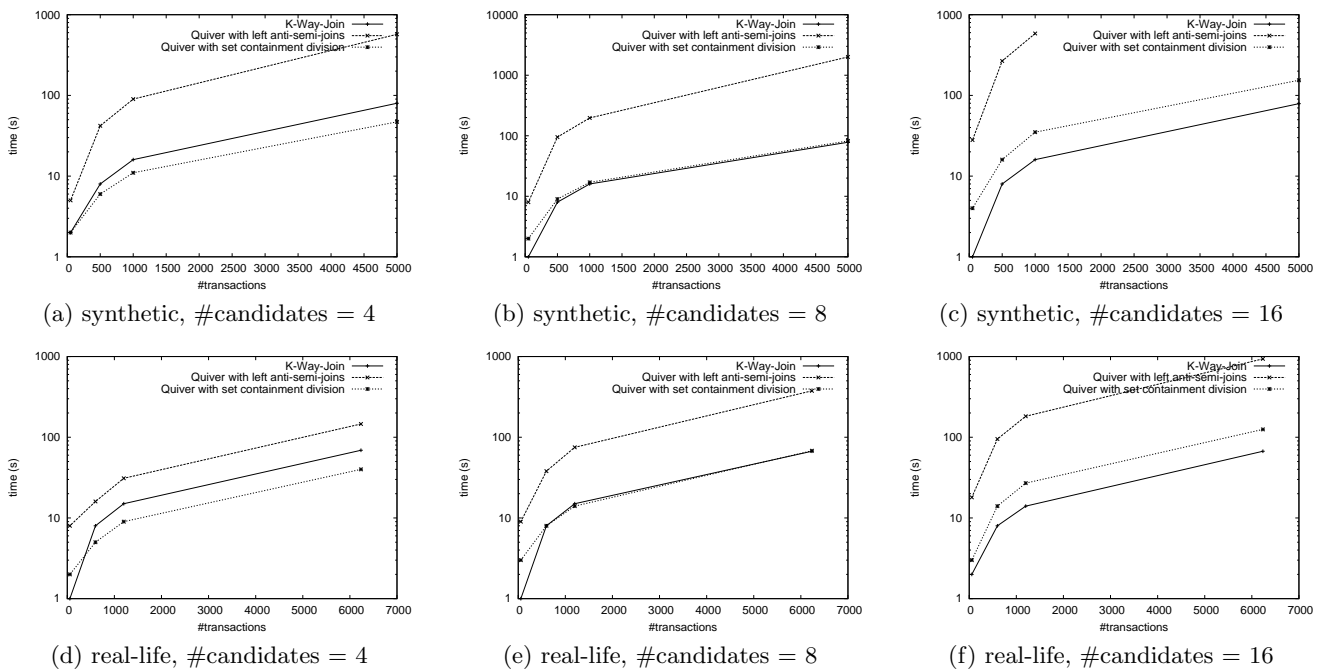 1000
100
10
1
time (s)
K-Way-Join
Quiver with left anti-semi-joins
Quiver with set containment division
0 500 1000 1500 2000 2500 3000 3500 4000 4500 5000
#transactions
(a) synthetic, #candidates = 4
10000
1000
100
10
1
time (s)
K-Way-Join
Quiver with left anti-semi-joins
Quiver with set containment division
0 500 1000 1500 2000 2500 3000 3500 4000 4500 5000
#transactions
(b) synthetic, #candidates = 8
1000
100
10
1
time (s)
K-Way-Join
Quiver with left anti-semi-joins
Quiver with set containment division
0 500 1000 1500 2000 2500 3000 3500 4000 4500 5000
#transactions
(c) synthetic, #candidates = 16
1000
100
10
1
time (s)
K-Way-Join
Quiver with left anti-semi-joins
Quiver with set containment division
0 1000 2000 3000 4000 5000 6000 7000
#transactions
(d) real-life, #candidates = 4
1000
100
10
1
time (s)
K-Way-Join
Quiver with left anti-semi-joins
Quiver with set containment division
0 1000 2000 3000 4000 5000 6000 7000
#transactions
(e) real-life, #candidates = 8
1000
100
10
1
time (s)
K-Way-Join
Quiver with left anti-semi-joins
Quiver with set containment division
0 1000 2000 3000 4000 5000 6000 7000
#transactions
(f) real-life, #candidates = 16